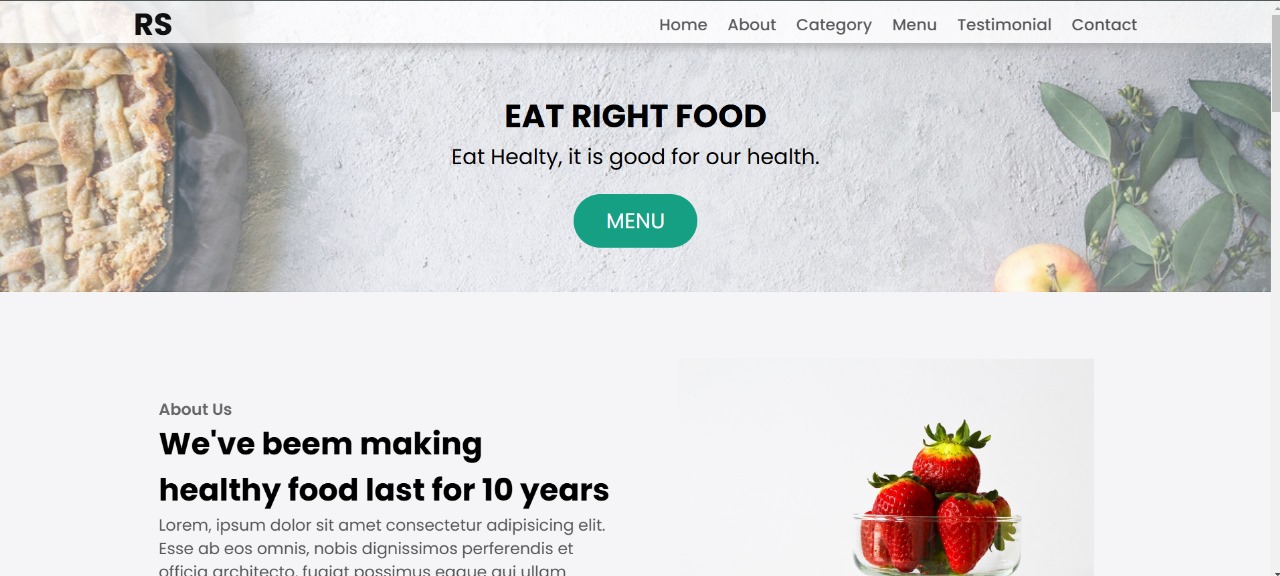 RS
Home About Category Menu Testimonial Contact
EAT RIGHT FOOD
Eat Healty, it is good for our health.
MENU
About Us
We've beem making
healthy food last for 10 years
Lorem, ipsum dolor sit amet consectetur adipisicing elit.
Esse ab eos omnis, nobis dignissimos perferendis et
officia architecto, fugiat possimus eaque qui ullam